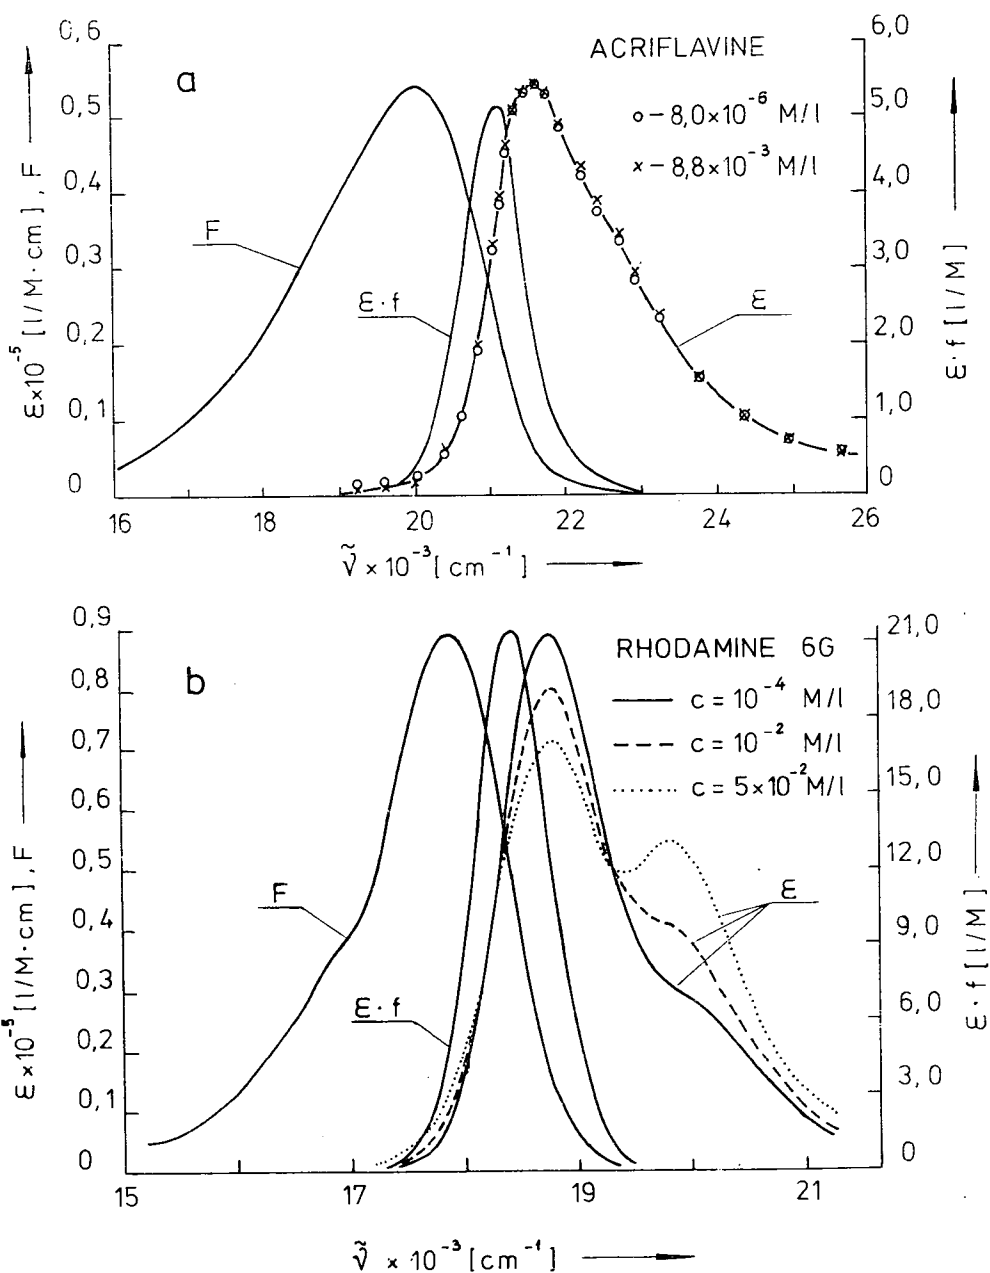 0,6
6,0
ACRIFLAVINE
a
0,5
o – 8,0×10⁻⁶ M/l
5,0
x – 8,8×10⁻³ M/l
0,4
4,0
F
0,3
3,0
ε·f
ε
0,2
2,0
0,1
1,0
0
0
16 18 20 22 24 26
ε×10⁻⁵ [l/M·cm], F
ε·f [l/M]
ṽ × 10⁻³ [cm⁻¹]
0,9
21,0
RHODAMINE 6G
b
0,8
c = 10⁻⁴ M/l
18,0
0,7
c = 10⁻² M/l
15,0
c = 5×10⁻² M/l
0,6
0,5
12,0
F
ε
0,4
9,0
0,3
ε·f
6,0
0,2
3,0
0,1
0
0
15 17 19 21
ε×10⁻⁵ [l/M·cm], F
ε·f [l/M]
ṽ × 10⁻³ [cm⁻¹]